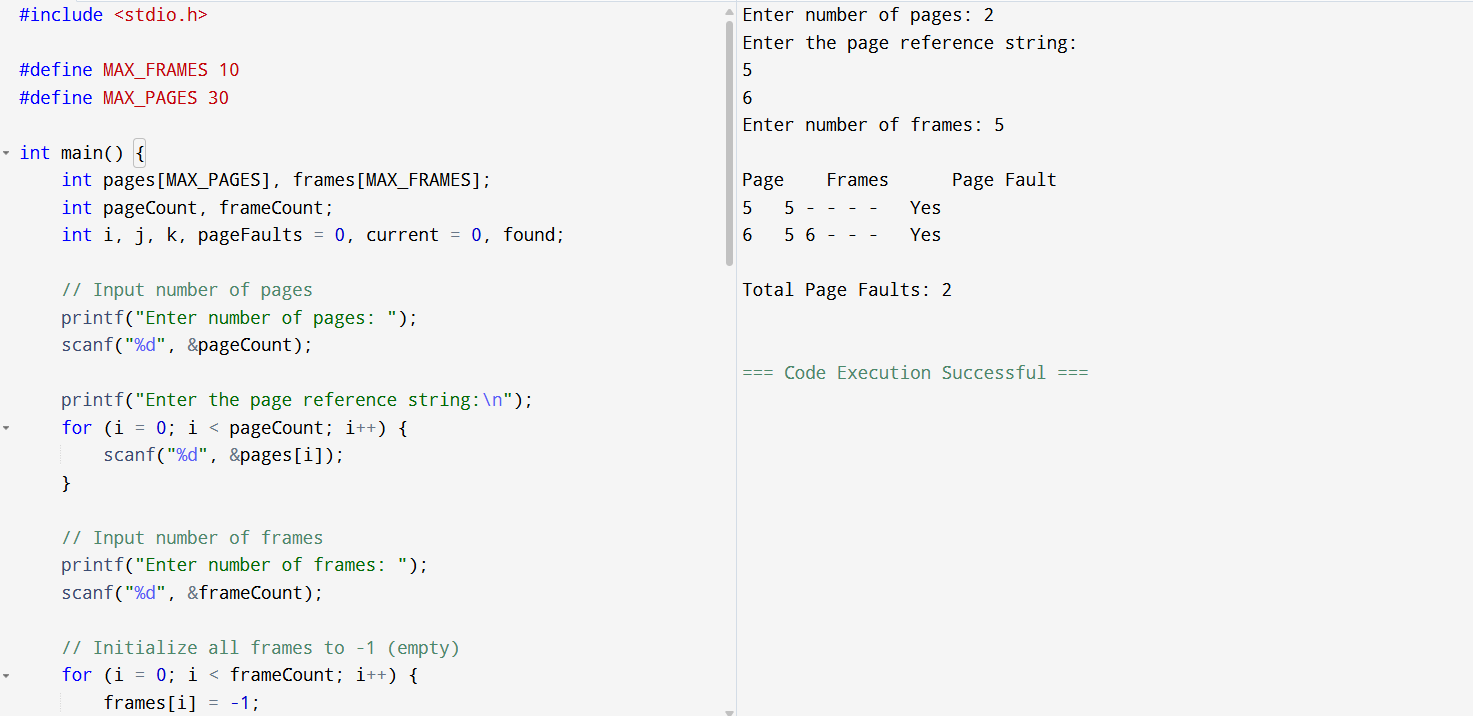 #include <stdio.h>
#define MAX_FRAMES 10
#define MAX_PAGES 30
int main() {
int pages[MAX_PAGES], frames[MAX_FRAMES];
int pageCount, frameCount;
int i, j, k, pageFaults = 0, current = 0, found;
// Input number of pages
printf("Enter number of pages: ");
scanf("%d", &pageCount);
printf("Enter the page reference string:\n");
for (i = 0; i < pageCount; i++) {
scanf("%d", &pages[i]);
}
// Input number of frames
printf("Enter number of frames: ");
scanf("%d", &frameCount);
// Initialize all frames to -1 (empty)
for (i = 0; i < frameCount; i++) {
frames[i] = -1;
Enter number of pages: 2
Enter the page reference string:
5
6
Enter number of frames: 5
Page    Frames      Page Fault
5   5 - - - -   Yes
6   5 6 - - -   Yes
Total Page Faults: 2
=== Code Execution Successful ===